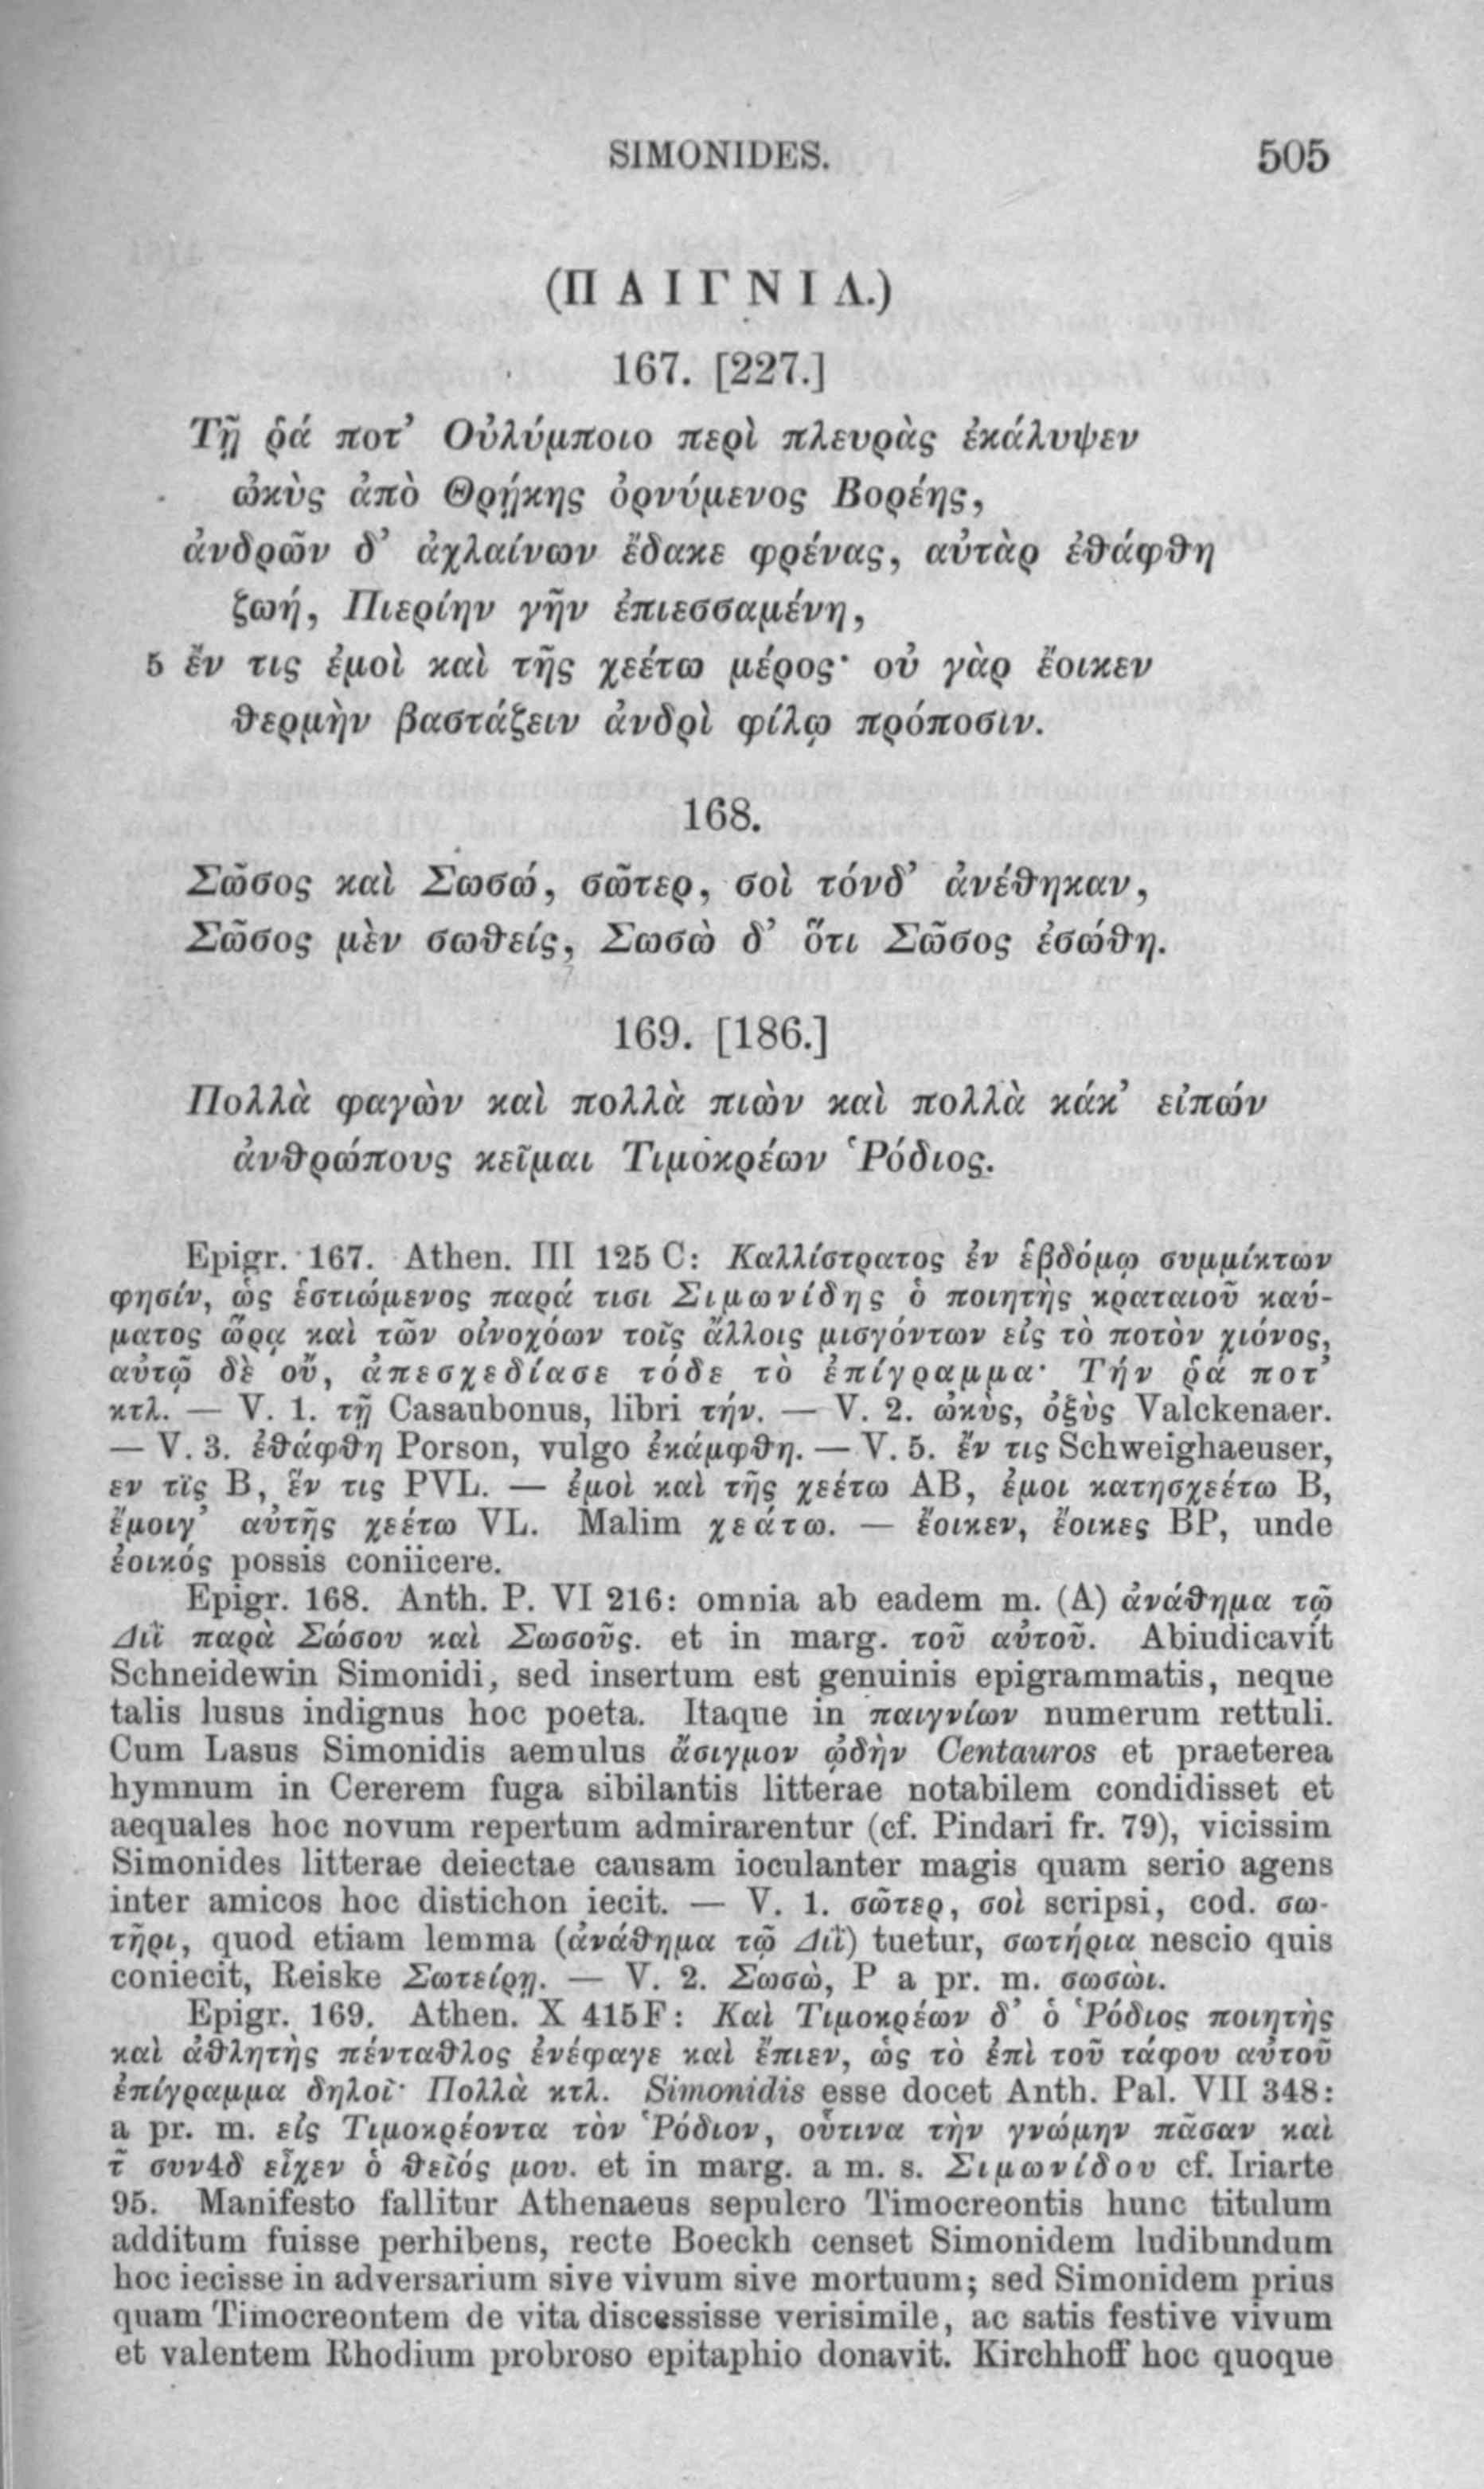 SIMONIDES. 505
(ΠΑΙΓΝΙΑ.)
167. [227.]
Τῇ ῥά ποτ’ Οὐλύμποιο περὶ πλευρὰς ἐκάλυψεν
ὠκὺς ἀπὸ Θρῄκης ὀρνύμενος Βορέης,
ἀνδρῶν δ’ ἀχλαίνων ἔδακε φρένας, αὐτὰρ ἐθάφθη
ζωή, Πιερίην γῆν ἐπιεσσαμένη,
5 ἔν τις ἐμοὶ καὶ τῆς χεέτω μέρος· οὐ γὰρ ἔοικεν
θερμὴν βαστάζειν ἀνδρὶ φίλῳ πρόποσιν.
168.
Σῶσος καὶ Σωσώ, σῶτερ, σοὶ τόνδ’ ἀνέθηκαν,
Σῶσος μὲν σωθείς, Σωσὼ δ’ ὅτι Σῶσος ἐσώθη.
169. [186.]
Πολλὰ φαγὼν καὶ πολλὰ πιὼν καὶ πολλὰ κάκ’ εἰπών
ἀνθρώπους κεῖμαι Τιμοκρέων Ῥόδιος.
Epigr. 167. Athen. III 125 C: Καλλίστρατος ἐν ἑβδόμῳ συμμίκτων
φησίν, ὡς ἑστιώμενος παρά τισι Σιμωνίδης ὁ ποιητὴς κραταιοῦ καύ-
ματος ὥρᾳ καὶ τῶν οἰνοχόων τοῖς ἄλλοις μισγόντων εἰς τὸ ποτὸν χιόνος,
αὐτῷ δὲ οὔ, ἀπεσχεδίασε τόδε τὸ ἐπίγραμμα· Τήν ῥά ποτ’
κτλ. — V. 1. τῇ Casaubonus, libri τήν. — V. 2. ὠκὺς, ὀξὺς Valckenaer.
— V. 3. ἐθάφθη Porson, vulgo ἐκάμφθη. — V. 5. ἔν τις Schweighaeuser,
εν τῒς B, ἕν τις PVL. — ἐμοὶ καὶ τῆς χεέτω AB, ἐμοι κατησχεέτω B,
ἔμοιγ’ αὐτῆς χεέτω VL. Malim χεάτω. — ἔοικεν, ἔοικες BP, unde
ἐοικός possis coniicere.
Epigr. 168. Anth. P. VI 216: omnia ab eadem m. (A) ἀνάθημα τῷ
Διῒ παρὰ Σώσου καὶ Σωσοῦς. et in marg. τοῦ αὐτοῦ. Abiudicavit
Schneidewin Simonidi, sed insertum est genuinis epigrammatis, neque
talis lusus indignus hoc poeta. Itaque in παιγνίων numerum rettuli.
Cum Lasus Simonidis aemulus ἄσιγμον ᾠδὴν Centauros et praeterea
hymnum in Cererem fuga sibilantis litterae notabilem condidisset et
aequales hoc novum repertum admirarentur (cf. Pindari fr. 79), vicissim
Simonides litterae deiectae causam ioculanter magis quam serio agens
inter amicos hoc distichon iecit. — V. 1. σῶτερ, σοὶ scripsi, cod. σω-
τῆρι, quod etiam lemma (ἀνάθημα τῷ Διῒ) tuetur, σωτήρια nescio quis
coniecit, Reiske Σωτείρῃ. — V. 2. Σωσὼ, P a pr. m. σωσὼι.
Epigr. 169. Athen. X 415F: Καὶ Τιμοκρέων δ’ ὁ Ῥόδιος ποιητὴς
καὶ ἀθλητὴς πένταθλος ἐνέφαγε καὶ ἔπιεν, ὡς τὸ ἐπὶ τοῦ τάφου αὐτοῦ
ἐπίγραμμα δηλοῖ· Πολλὰ κτλ. Simonidis esse docet Anth. Pal. VII 348:
a pr. m. εἰς Τιμοκρέοντα τὸν Ῥόδιον, οὗτινα τὴν γνώμην πᾶσαν καὶ
τ̃ συν4δ εἶχεν ὁ θεῖός μου. et in marg. a m. s. Σιμωνίδου cf. Iriarte
95. Manifesto fallitur Athenaeus sepulcro Timocreontis hunc titulum
additum fuisse perhibens, recte Boeckh censet Simonidem ludibundum
hoc iecisse in adversarium sive vivum sive mortuum; sed Simonidem prius
quam Timocreontem de vita discessisse verisimile, ac satis festive vivum
et valentem Rhodium probroso epitaphio donavit. Kirchhoff hoc quoque